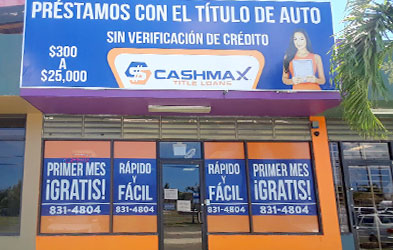 PRÉSTAMOS CON EL TÍTULO DE AUTO
SIN VERIFICACIÓN DE CRÉDITO
$300
A
$25,000
CASHMAX
TITLE LOANS
PRIMER MES
¡GRATIS!
831-4804
RÁPIDO
Y
FÁCIL
831-4804
RÁPIDO
Y
FÁCIL
831-4804
PRIMER MES
¡GRATIS!
831-4804